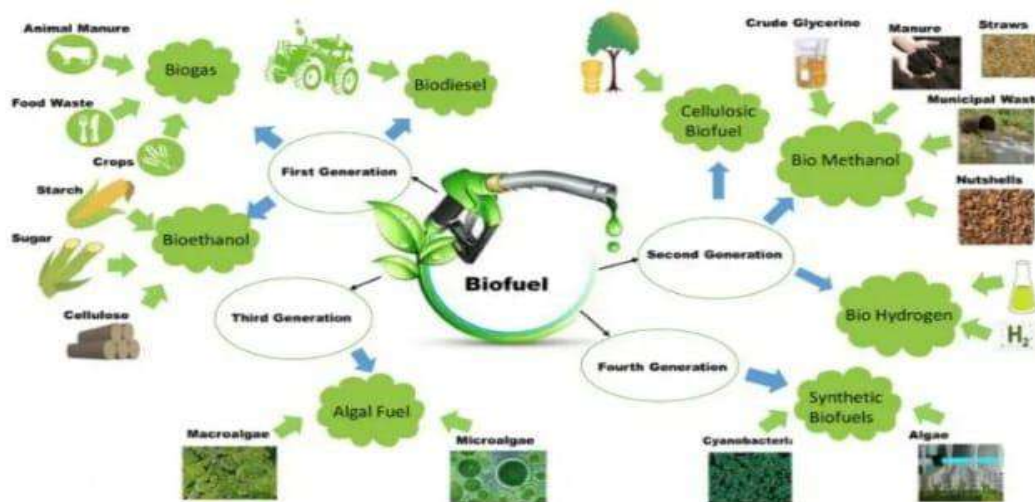 Animal Manure
Biogas
Food Waste
Crops
Biodiesel
First Generation
Starch
Sugar
Bioethanol
Cellulose
Third Generation
Biofuel
Algal Fuel
Macroalgae
Microalgae
Cellulosic
Biofuel
Crude Glycerine
Manure
Straws
Municipal Wast
Bio Methanol
Nutshells
Second Generation
Bio Hydrogen
H2
Fourth Generation
Synthetic
Biofuels
Cyanobacteria
Algae